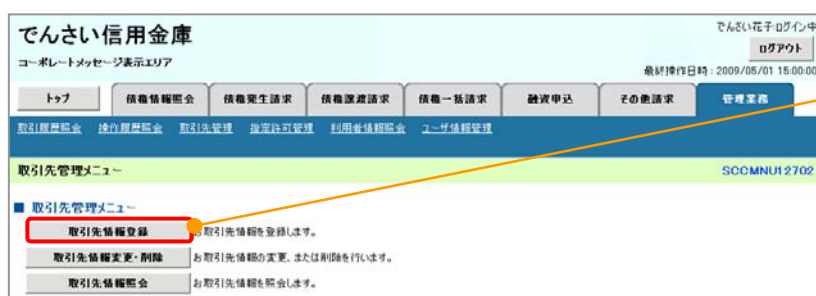 でんさい信用金庫
でんさい花子:ログイン中
ログアウト
コーポレートメッセージ表示エリア
最終操作日時：2009/05/01 15:00:00
トップ 債権情報照会 債権発生請求 債権譲渡請求 債権一括請求 融資申込 その他請求 管理業務
取引履歴照会 操作履歴照会 取引先管理 指定許可管理 利用者情報照会 ユーザ情報管理
取引先管理メニュー SCCMNU12702
■ 取引先管理メニュー
取引先情報登録 お取引先情報を登録します。
取引先情報変更・削除 お取引先情報の変更、または削除を行います。
取引先情報照会 お取引先情報を照会します。